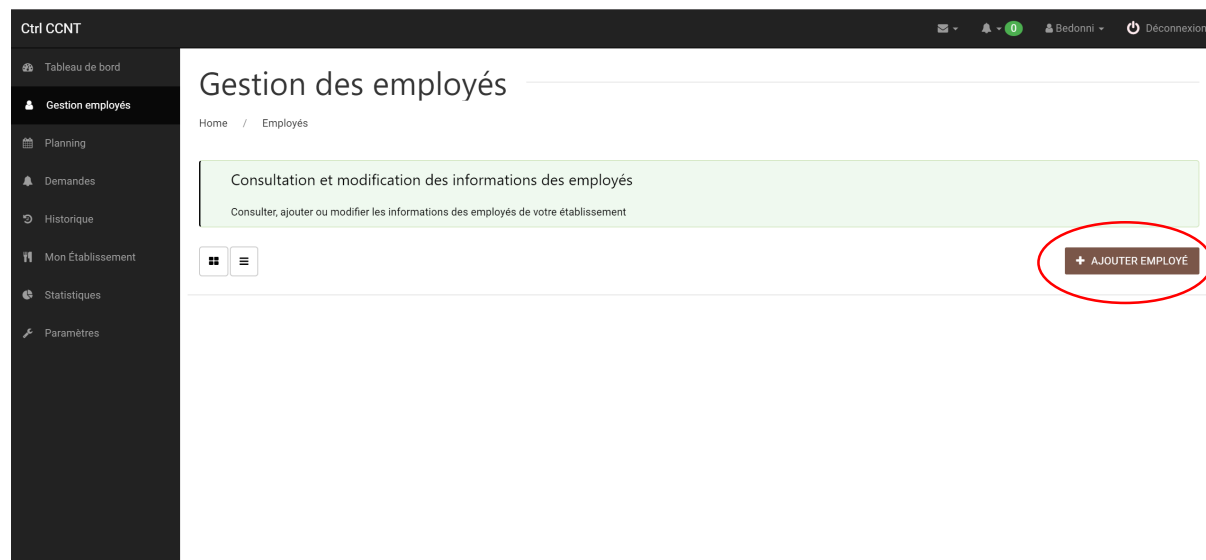 Ctrl CCNT
0
Bedonni
Déconnexion
Tableau de bord
Gestion employés
Planning
Demandes
Historique
Mon Établissement
Statistiques
Paramètres
Gestion des employés
Home / Employés
Consultation et modification des informations des employés
Consulter, ajouter ou modifier les informations des employés de votre établissement
+ AJOUTER EMPLOYÉ